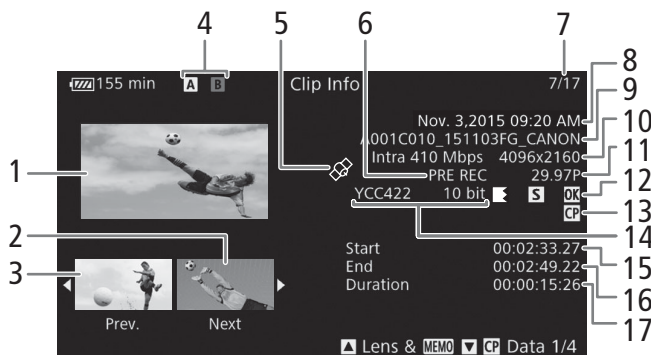 4 5 6 7
155 min A B Clip Info 7/17
8
Nov. 3,2015 09:20 AM
9
A001C010_151103FG_CANON
10
Intra 410 Mbps 4096x2160
11
PRE REC 29.97P
12
YCC422 10 bit S OK
13
CP
14
1
2
3
Start 00:02:33.27
15
End 00:02:49.22
16
Duration 00:00:15:26
17
Prev. Next
Lens & MEMO CP Data 1/4